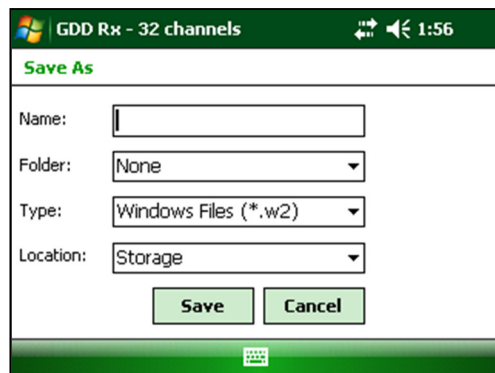 GDD Rx - 32 channels 1:56
Save As
Name:
Folder: None
Type: Windows Files (*.w2)
Location: Storage
Save Cancel